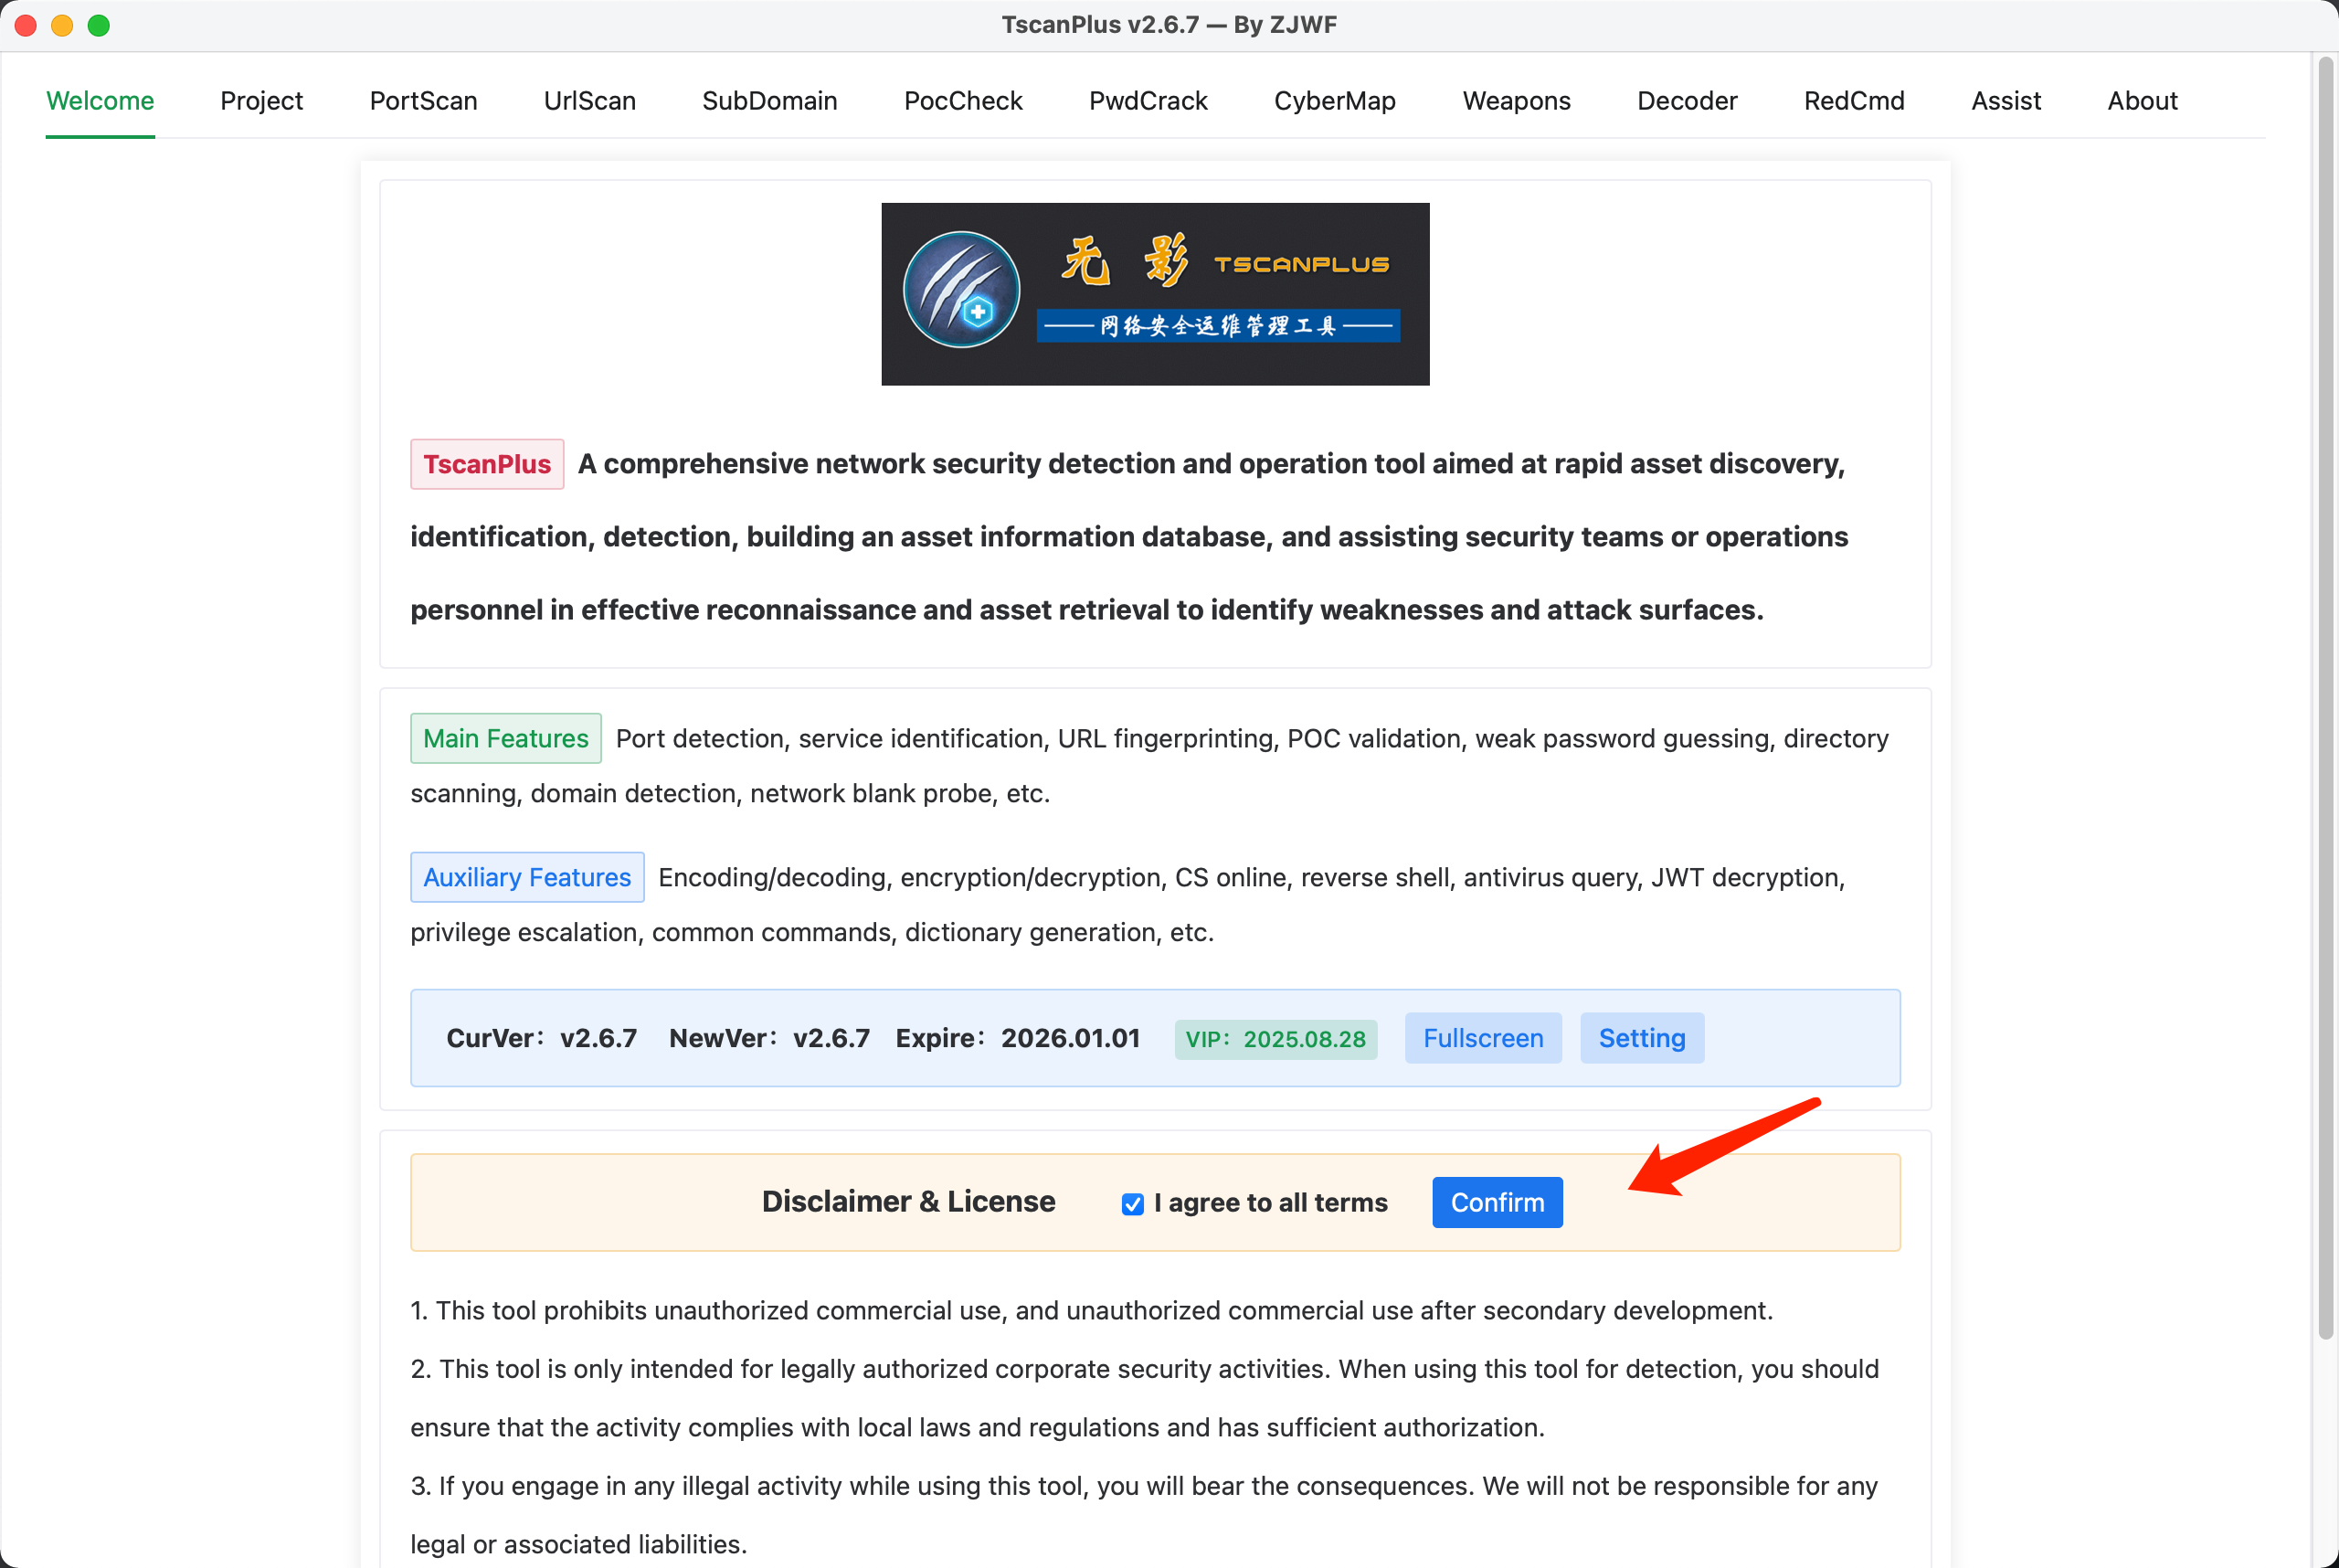 TscanPlus v2.6.7 — By ZJWF
Welcome Project PortScan UrlScan SubDomain PocCheck PwdCrack CyberMap Weapons Decoder RedCmd Assist About
无影 TSCANPLUS
网络安全运维管理工具
TscanPlus A comprehensive network security detection and operation tool aimed at rapid asset discovery,
identification, detection, building an asset information database, and assisting security teams or operations
personnel in effective reconnaissance and asset retrieval to identify weaknesses and attack surfaces.
Main Features Port detection, service identification, URL fingerprinting, POC validation, weak password guessing, directory
scanning, domain detection, network blank probe, etc.
Auxiliary Features Encoding/decoding, encryption/decryption, CS online, reverse shell, antivirus query, JWT decryption,
privilege escalation, common commands, dictionary generation, etc.
CurVer：v2.6.7 NewVer：v2.6.7 Expire：2026.01.01 VIP：2025.08.28 Fullscreen Setting
Disclaimer & License I agree to all terms Confirm
1. This tool prohibits unauthorized commercial use, and unauthorized commercial use after secondary development.
2. This tool is only intended for legally authorized corporate security activities. When using this tool for detection, you should
ensure that the activity complies with local laws and regulations and has sufficient authorization.
3. If you engage in any illegal activity while using this tool, you will bear the consequences. We will not be responsible for any
legal or associated liabilities.